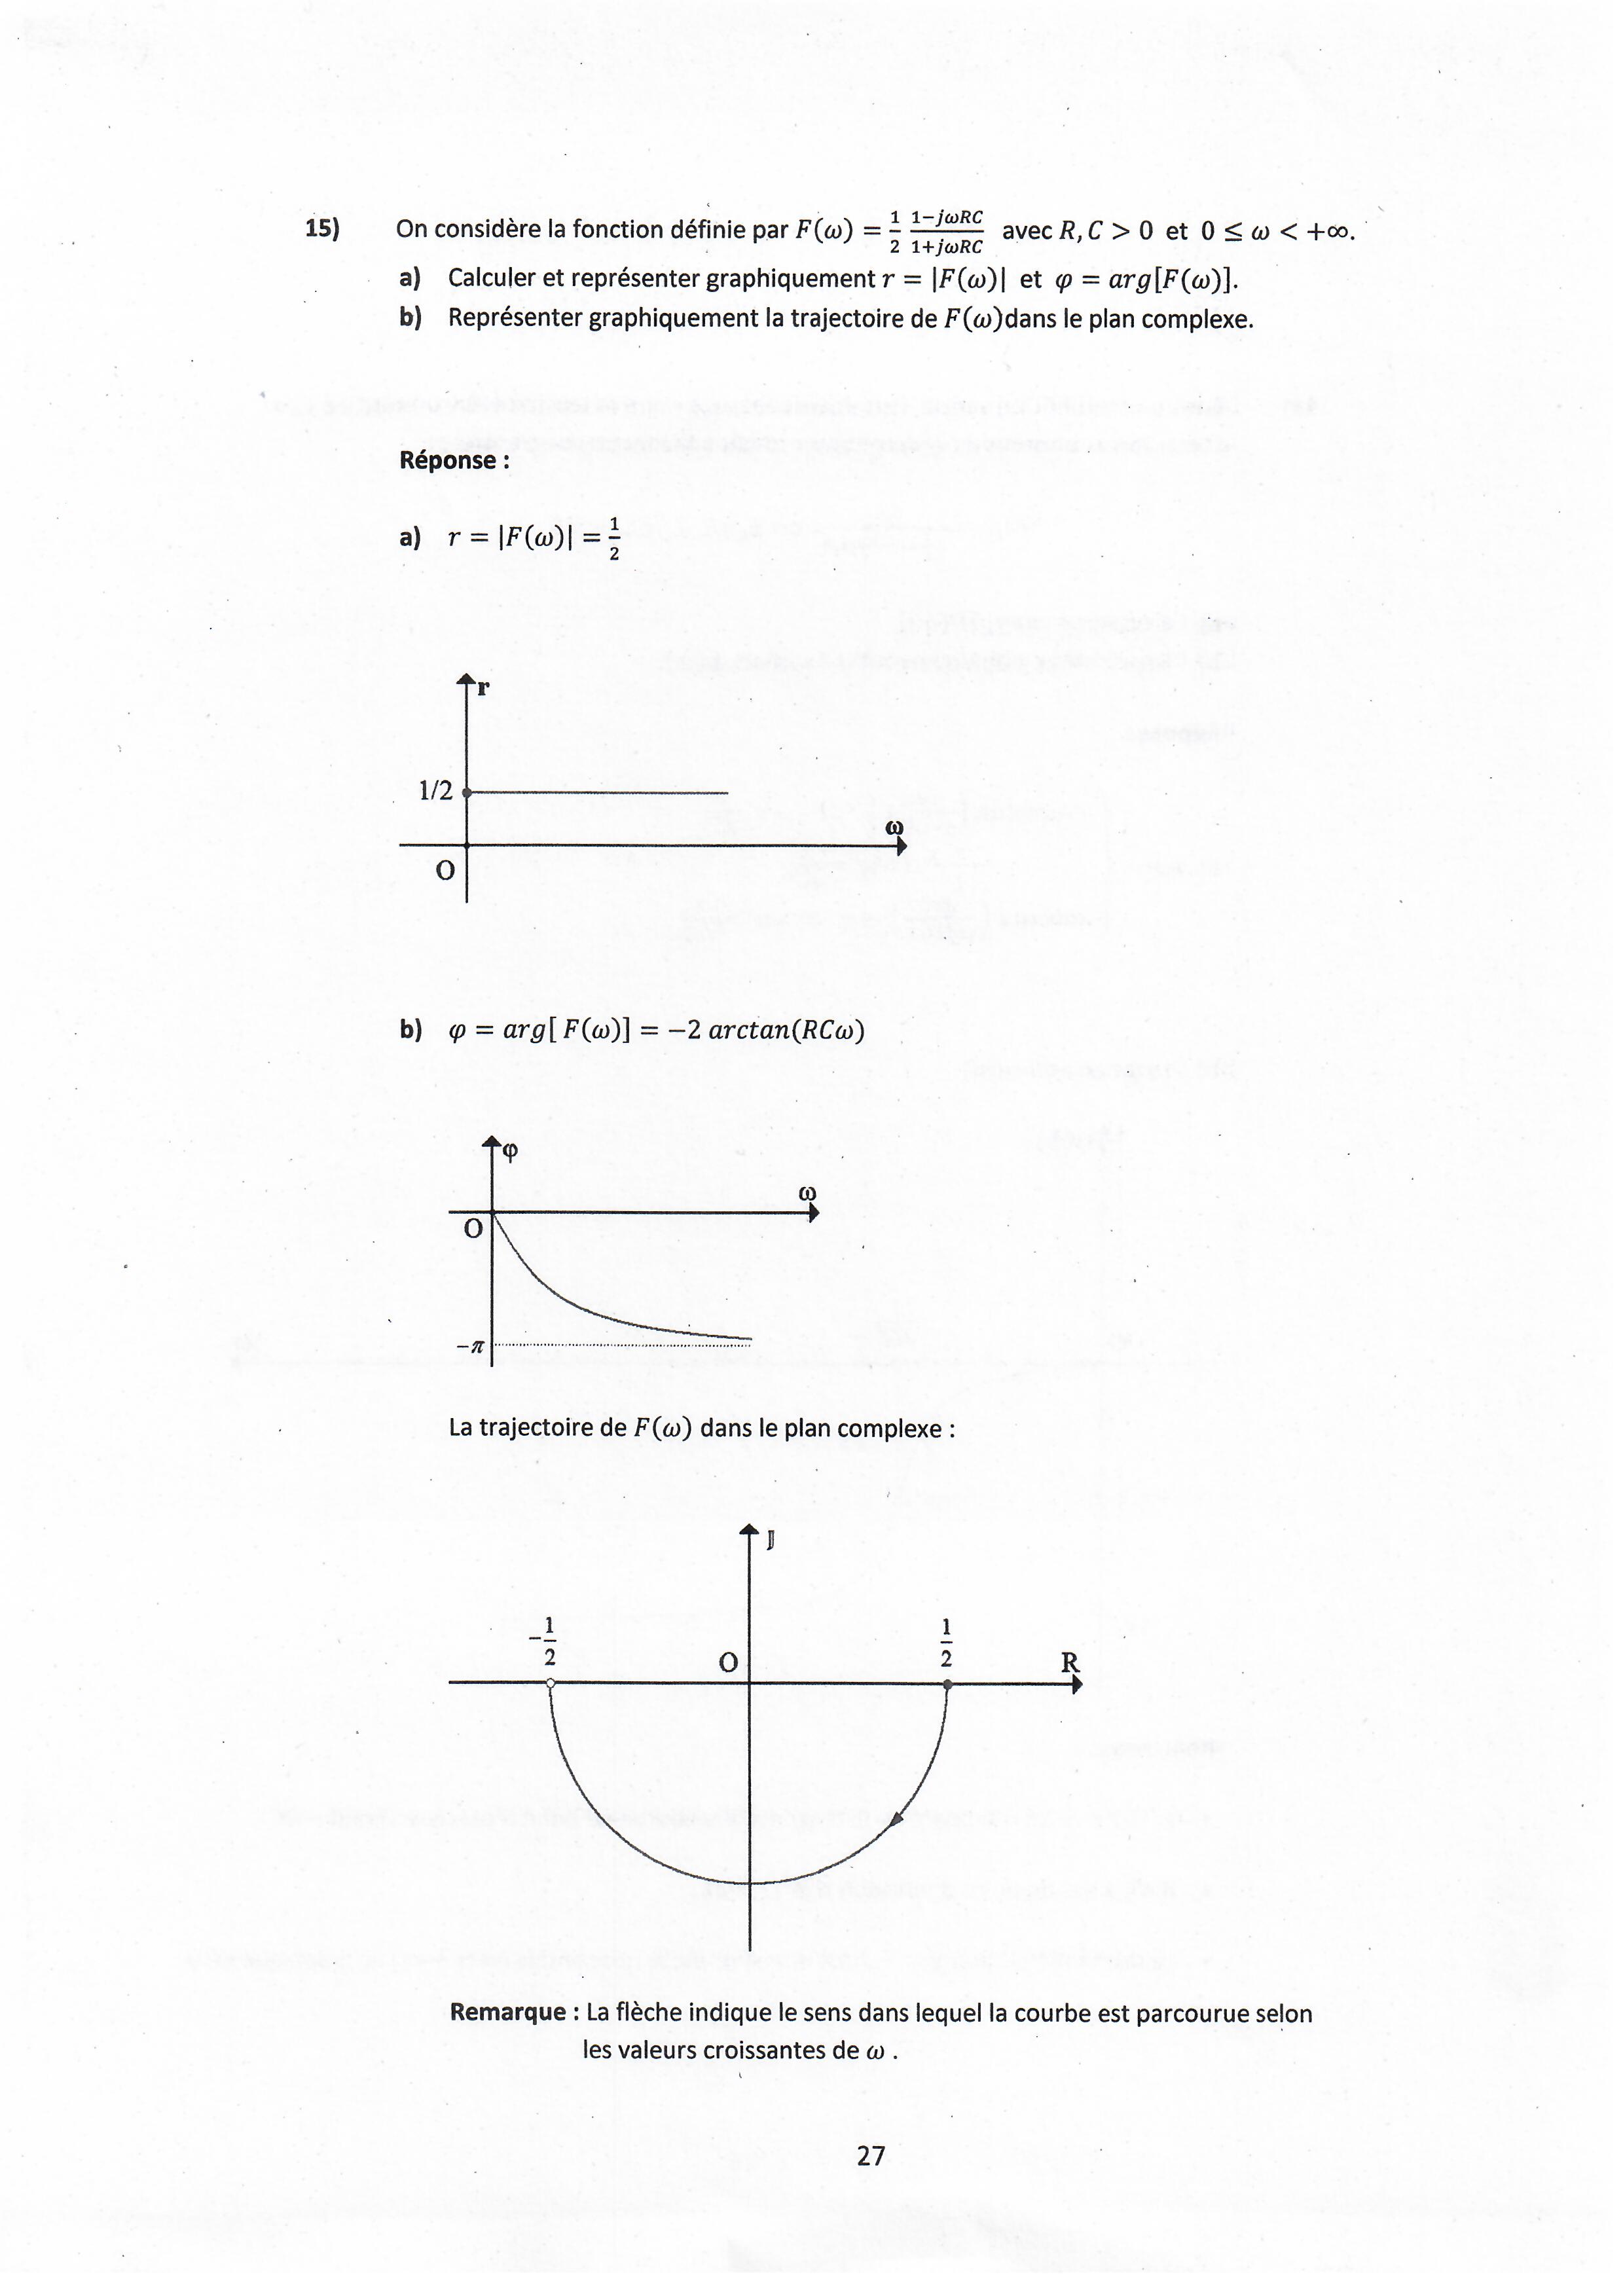 15) On considère la fonction définie par F(ω) = 1/2 (1−jωRC)/(1+jωRC) avec R, C > 0 et 0 ≤ ω < +∞.
a) Calculer et représenter graphiquement r = |F(ω)| et φ = arg[F(ω)].
b) Représenter graphiquement la trajectoire de F(ω)dans le plan complexe.
Réponse :
a) r = |F(ω)| = 1/2
r
1/2
ω
O
b) φ = arg[ F(ω)] = −2 arctan(RCω)
φ
ω
O
−π
La trajectoire de F(ω) dans le plan complexe :
𝕁
−1/2
1/2
O
R
Remarque : La flèche indique le sens dans lequel la courbe est parcourue selon
les valeurs croissantes de ω .
27